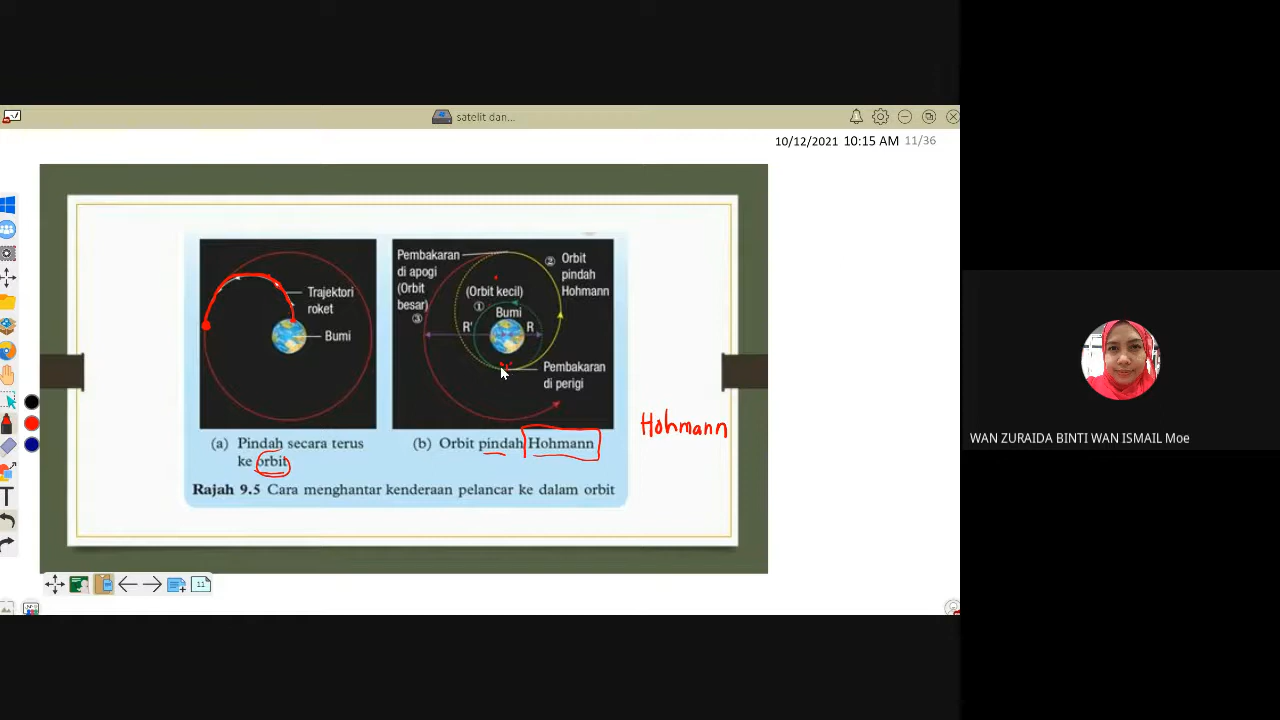 satelit dan...
10/12/2021 10:15 AM 11/36
Trajektori
roket
Bumi
Pembakaran
di apogi
(Orbit
besar)
③
②
Orbit
pindah
Hohmann
(Orbit kecil)
①
Bumi
R'
R
Pembakaran
di perigi
(a) Pindah secara terus
ke orbit
(b) Orbit pindah Hohmann
Hohmann
Rajah 9.5 Cara menghantar kenderaan pelancar ke dalam orbit
T
11
WAN ZURAIDA BINTI WAN ISMAIL Moe